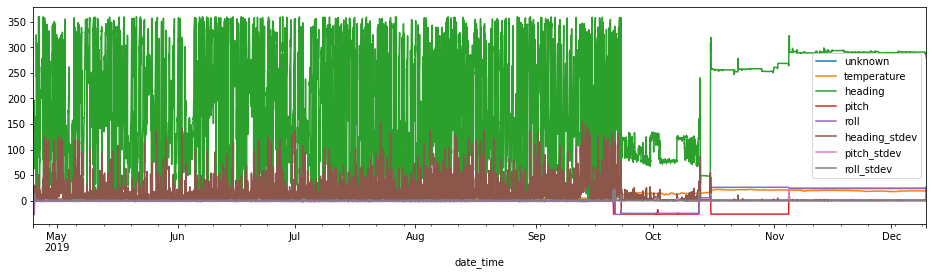 350
300
250
200
150
100
50
0
May
2019
Jun
Jul
Aug
Sep
Oct
Nov
Dec
date_time
unknown
temperature
heading
pitch
roll
heading_stdev
pitch_stdev
roll_stdev